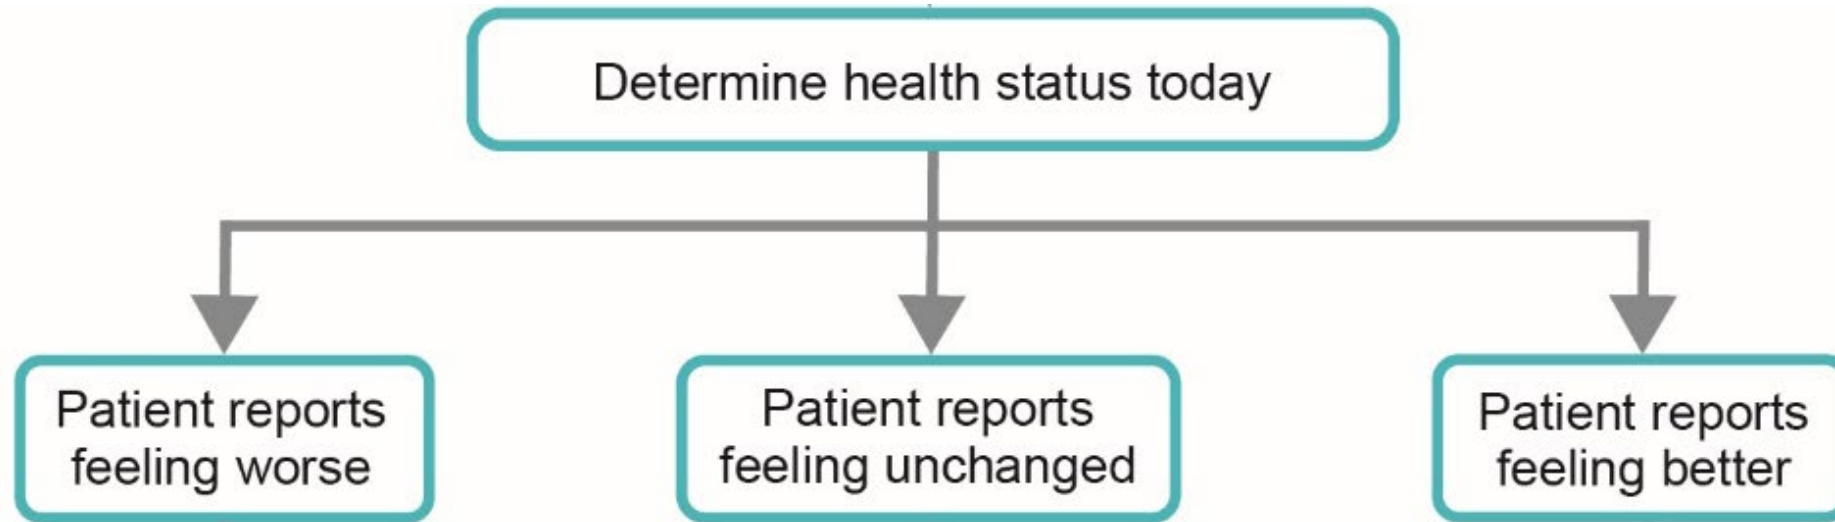 Determine health status today
Patient reports
feeling worse
Patient reports
feeling unchanged
Patient reports
feeling better